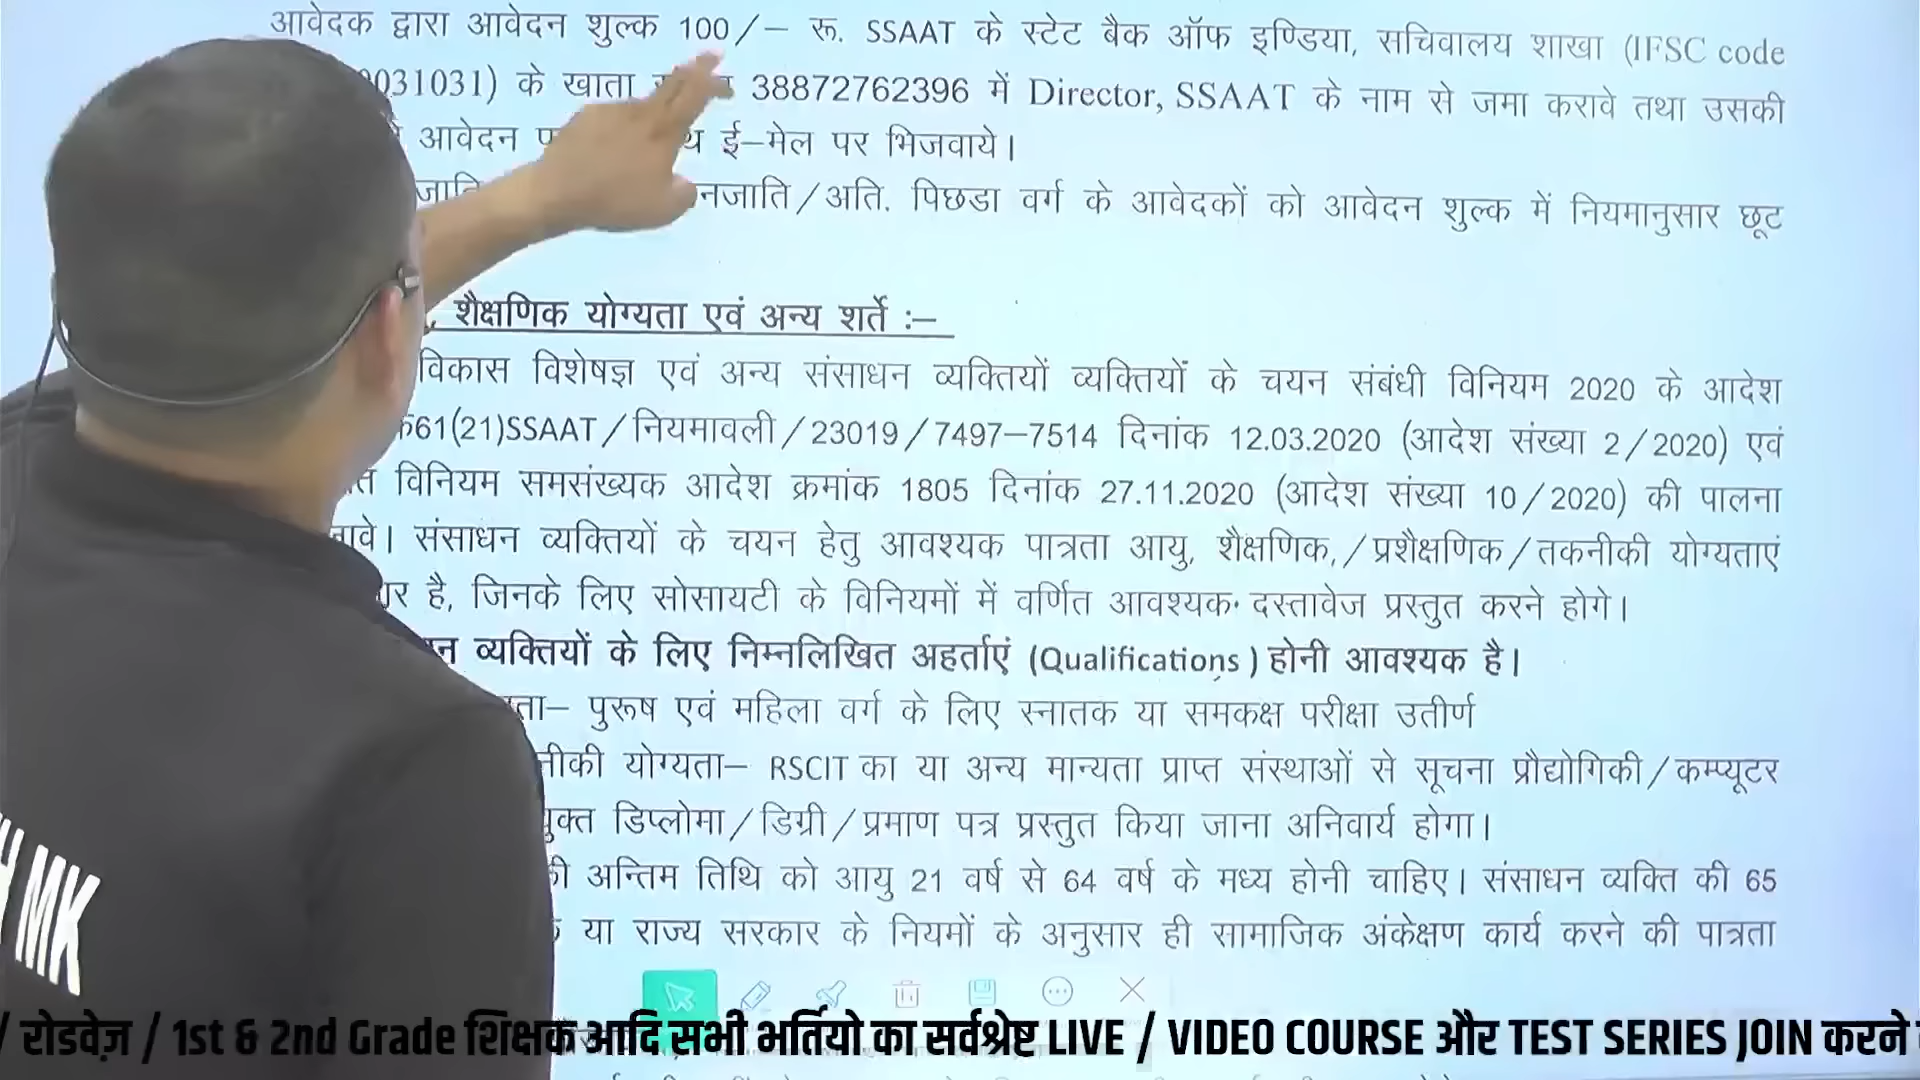 आवेदक द्वारा आवेदन शुल्क 100/– रू. SSAAT के स्टेट बैक ऑफ इण्डिया, सचिवालय शाखा (IFSC code
031031) के खाता 38872762396 में Director, SSAAT के नाम से जमा करावे तथा उसकी
आवेदन ई–मेल पर भिजवाये।
नजाति/अति. पिछडा वर्ग के आवेदकों को आवेदन शुल्क में नियमानुसार छूट
शैक्षणिक योग्यता एवं अन्य शर्ते :–
विकास विशेषज्ञ एवं अन्य संसाधन व्यक्तियों व्यक्तियों के चयन संबंधी विनियम 2020 के आदेश
61(21)SSAAT/नियमावली/23019/7497–7514 दिनांक 12.03.2020 (आदेश संख्या 2/2020) एवं
विनियम समसंख्यक आदेश क्रमांक 1805 दिनांक 27.11.2020 (आदेश संख्या 10/2020) की पालना
संसाधन व्यक्तियों के चयन हेतु आवश्यक पात्रता आयु, शैक्षणिक,/प्रशैक्षणिक/तकनीकी योग्यताएं
है, जिनके लिए सोसायटी के विनियमों में वर्णित आवश्यक दस्तावेज प्रस्तुत करने होगे।
व्यक्तियों के लिए निम्नलिखित अहर्ताएं (Qualifications ) होनी आवश्यक है।
ता– पुरूष एवं महिला वर्ग के लिए स्नातक या समकक्ष परीक्षा उतीर्ण
नीकी योग्यता– RSCIT का या अन्य मान्यता प्राप्त संस्थाओं से सूचना प्रौद्योगिकी/कम्प्यूटर
डिप्लोमा/डिग्री/प्रमाण पत्र प्रस्तुत किया जाना अनिवार्य होगा।
की अन्तिम तिथि को आयु 21 वर्ष से 64 वर्ष के मध्य होनी चाहिए। संसाधन व्यक्ति की 65
या राज्य सरकार के नियमों के अनुसार ही सामाजिक अंकेक्षण कार्य करने की पात्रता
MK
/ रोडवेज़ / 1st & 2nd Grade शिक्षक आदि सभी भर्तियो का सर्वश्रेष्ट LIVE / VIDEO COURSE और TEST SERIES JOIN करने